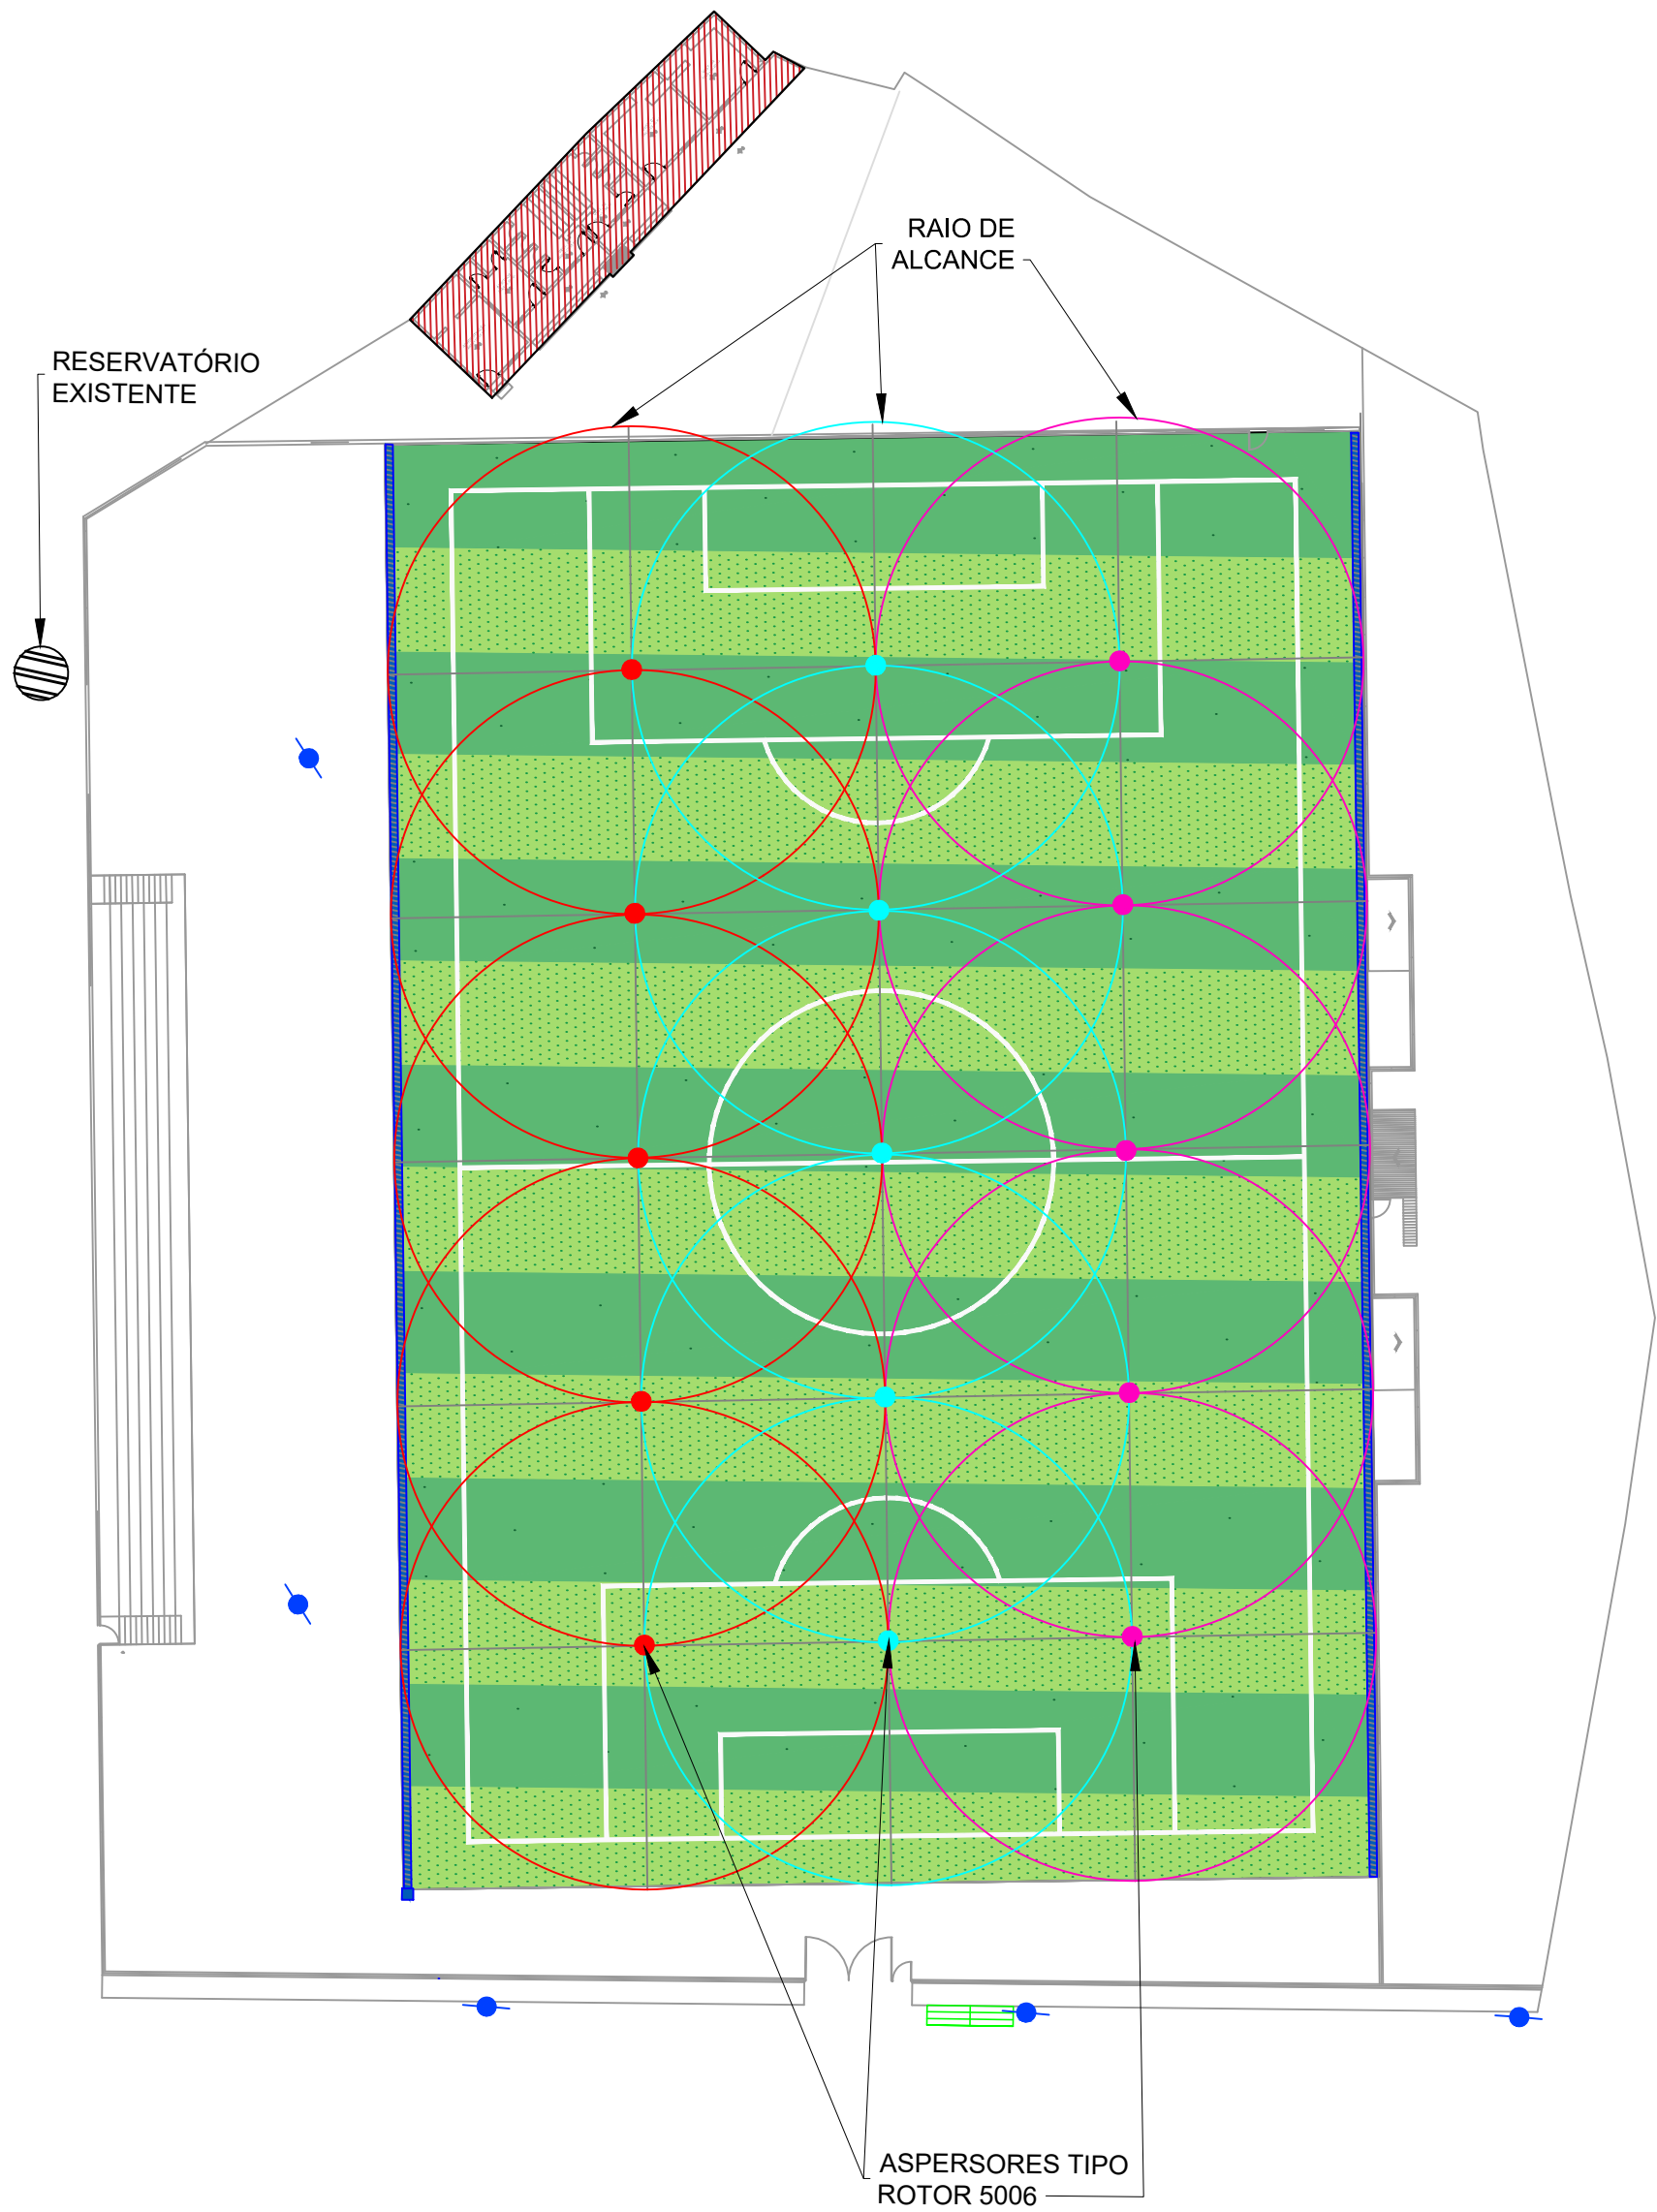 RAIO DE
ALCANCE
RESERVATÓRIO
EXISTENTE
ASPERSORES TIPO
ROTOR 5006